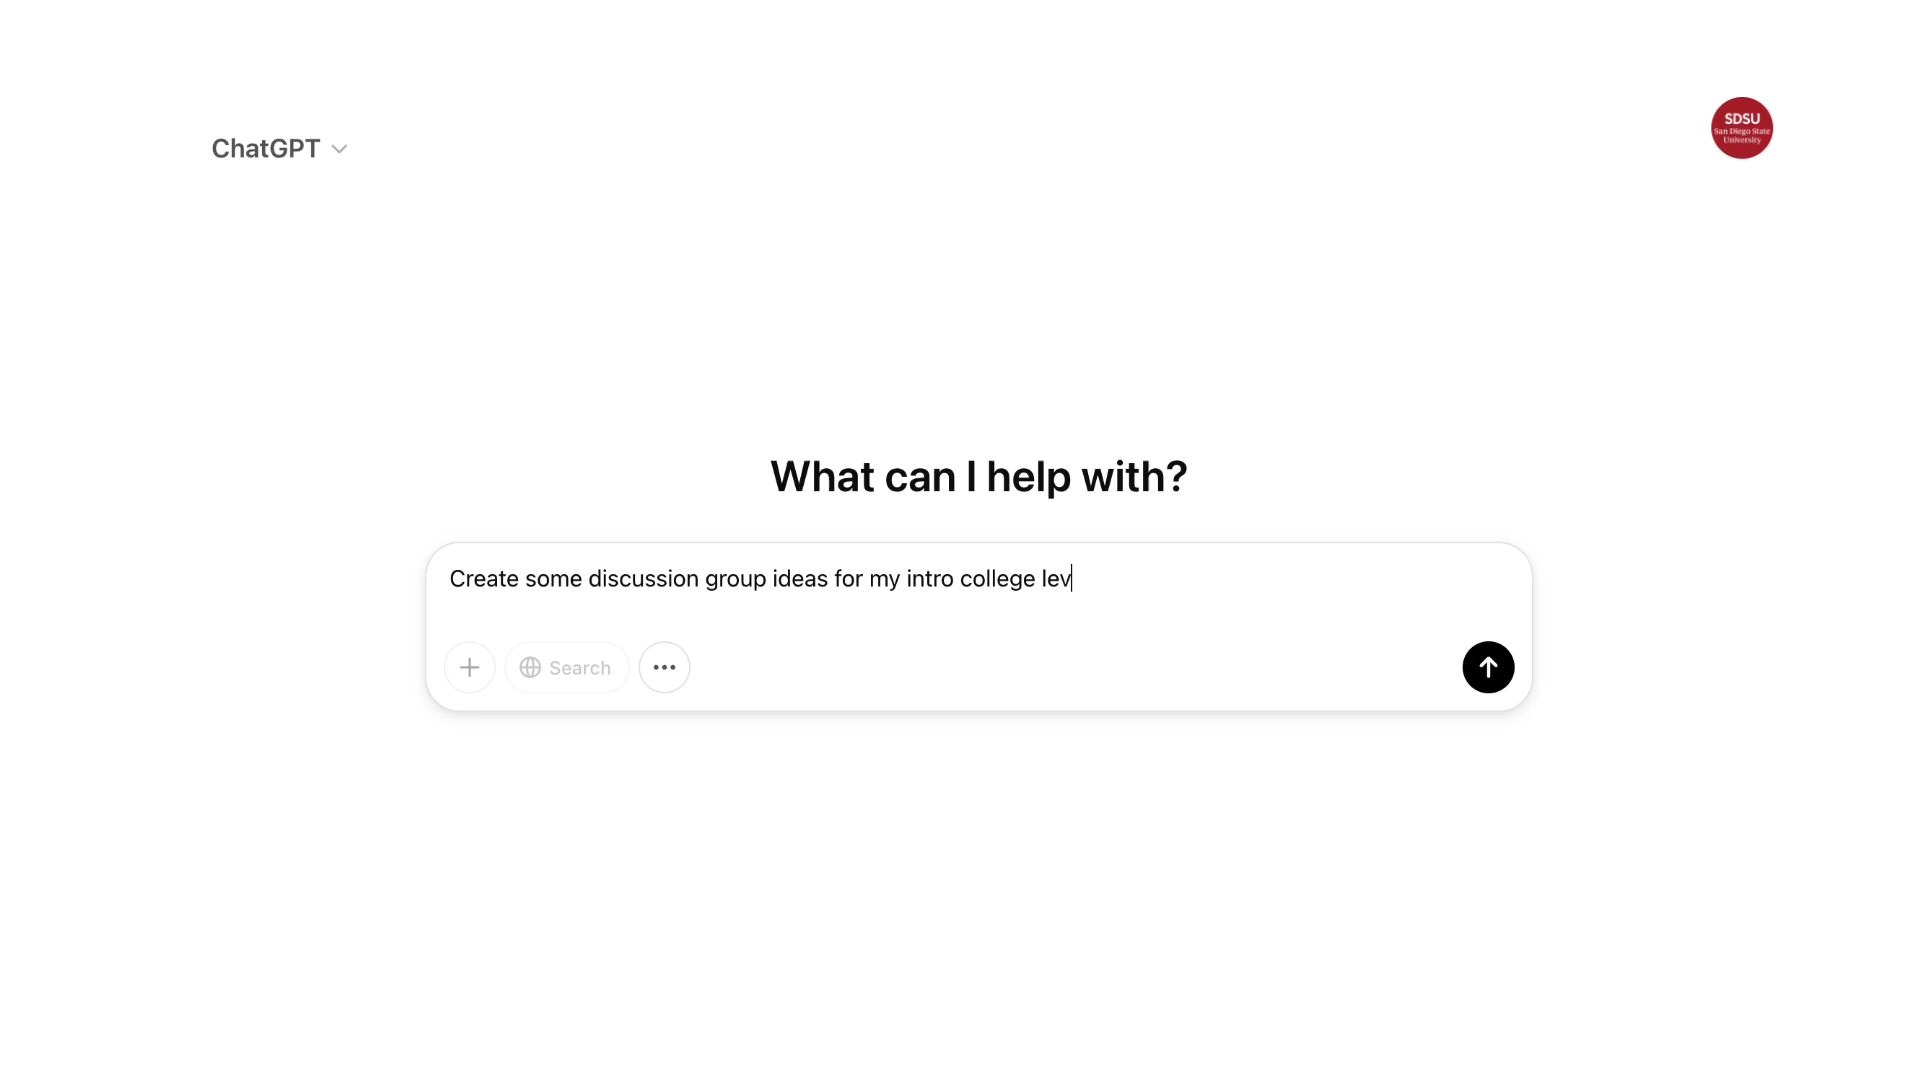 ChatGPT
SDSU
San Diego State
University
What can I help with?
Create some discussion group ideas for my intro college lev
Search